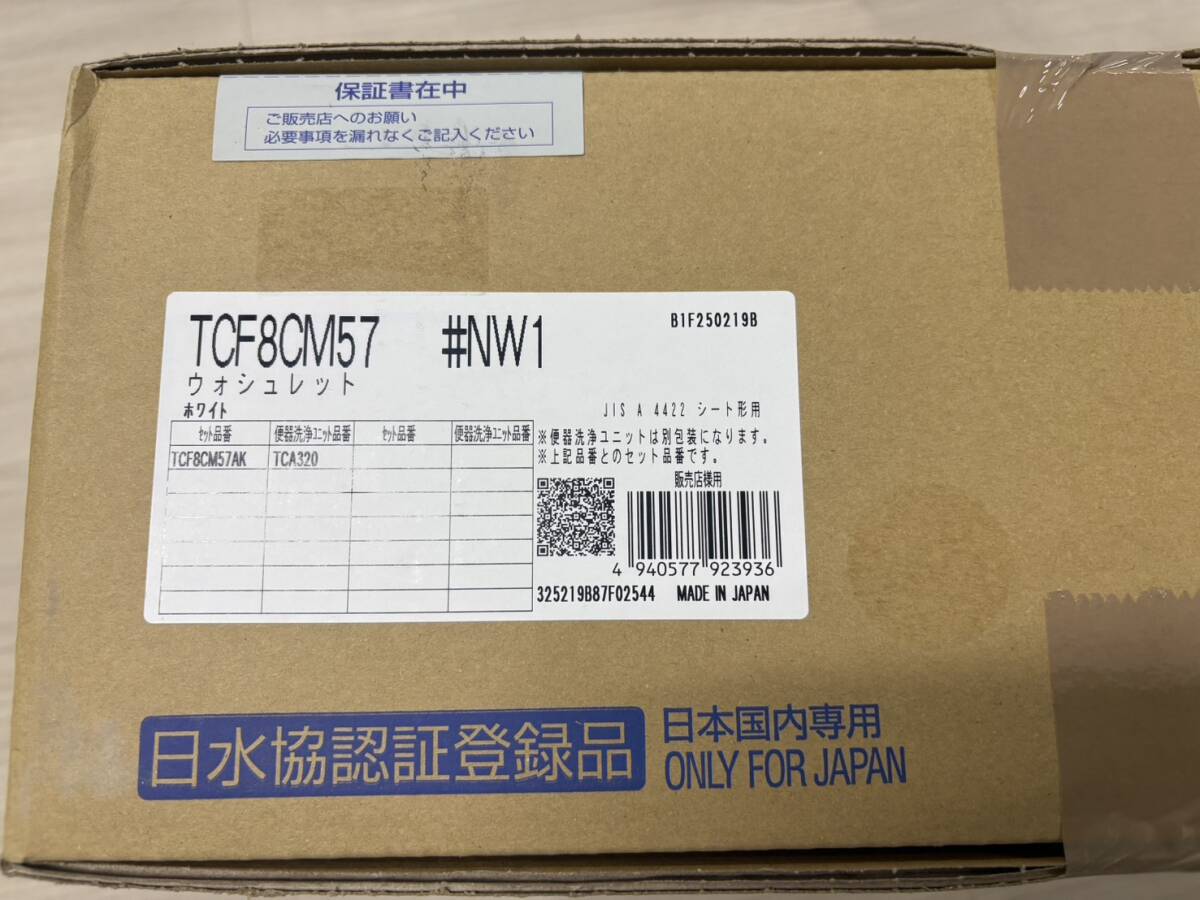 保証書在中
ご販売店へのお願い
必要事項を漏れなくご記入ください
TCF8CM57 #NW1
B1F250219B
ウォシュレット
ホワイト
JIS A 4422 シート形用
セット品番 便器洗浄ユニット品番 セット品番 便器洗浄ユニット品番
TCF8CM57AK TCA320
※便器洗浄ユニットは別包装になります。
※上記品番とのセット品番です。
販売店様用
4 940577 923936
325219B87F02544 MADE IN JAPAN
日水協認証登録品
日本国内専用
ONLY FOR JAPAN